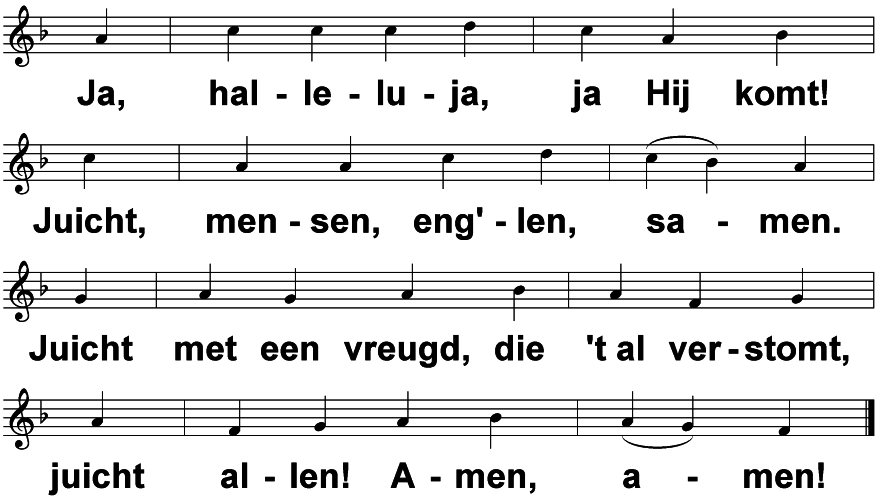 Ja, hal - le - lu - ja, ja Hij komt!
Juicht, men - sen, eng' - len, sa - men.
Juicht met een vreugd, die 't al ver - stomt,
juicht al - len! A - men, a - men!